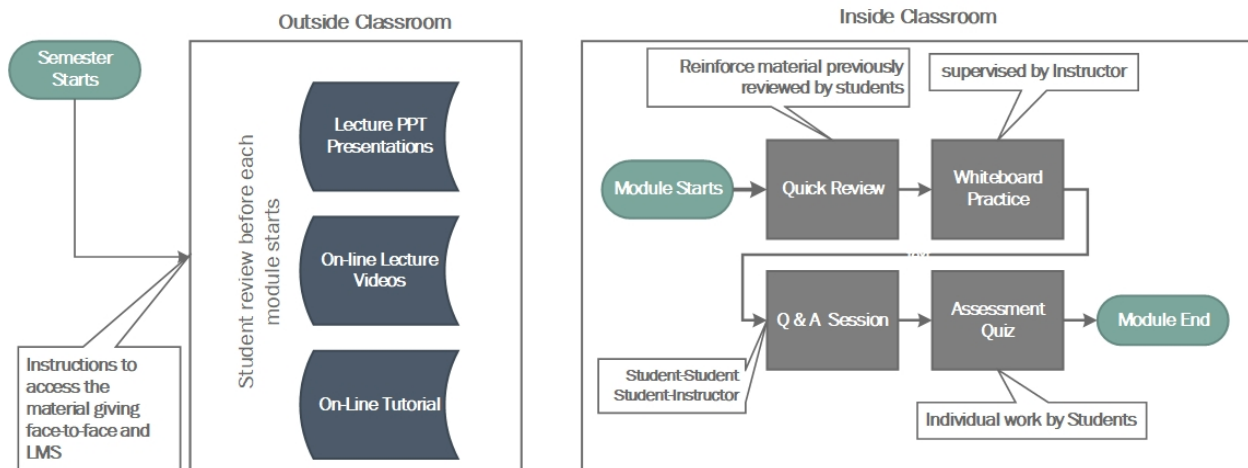 Outside Classroom
Inside Classroom
Semester
Starts
Student review before each
module starts
Lecture PPT
Presentations
On-line Lecture
Videos
On-Line Tutorial
Instructions to
access the
material giving
face-to-face and
LMS
Reinforce material previously
reviewed by students
supervised by Instructor
Module Starts
Quick Review
Whiteboard
Practice
Q & A Session
Assessment
Quiz
Module End
Student-Student
Student-Instructor
Individual work by Students